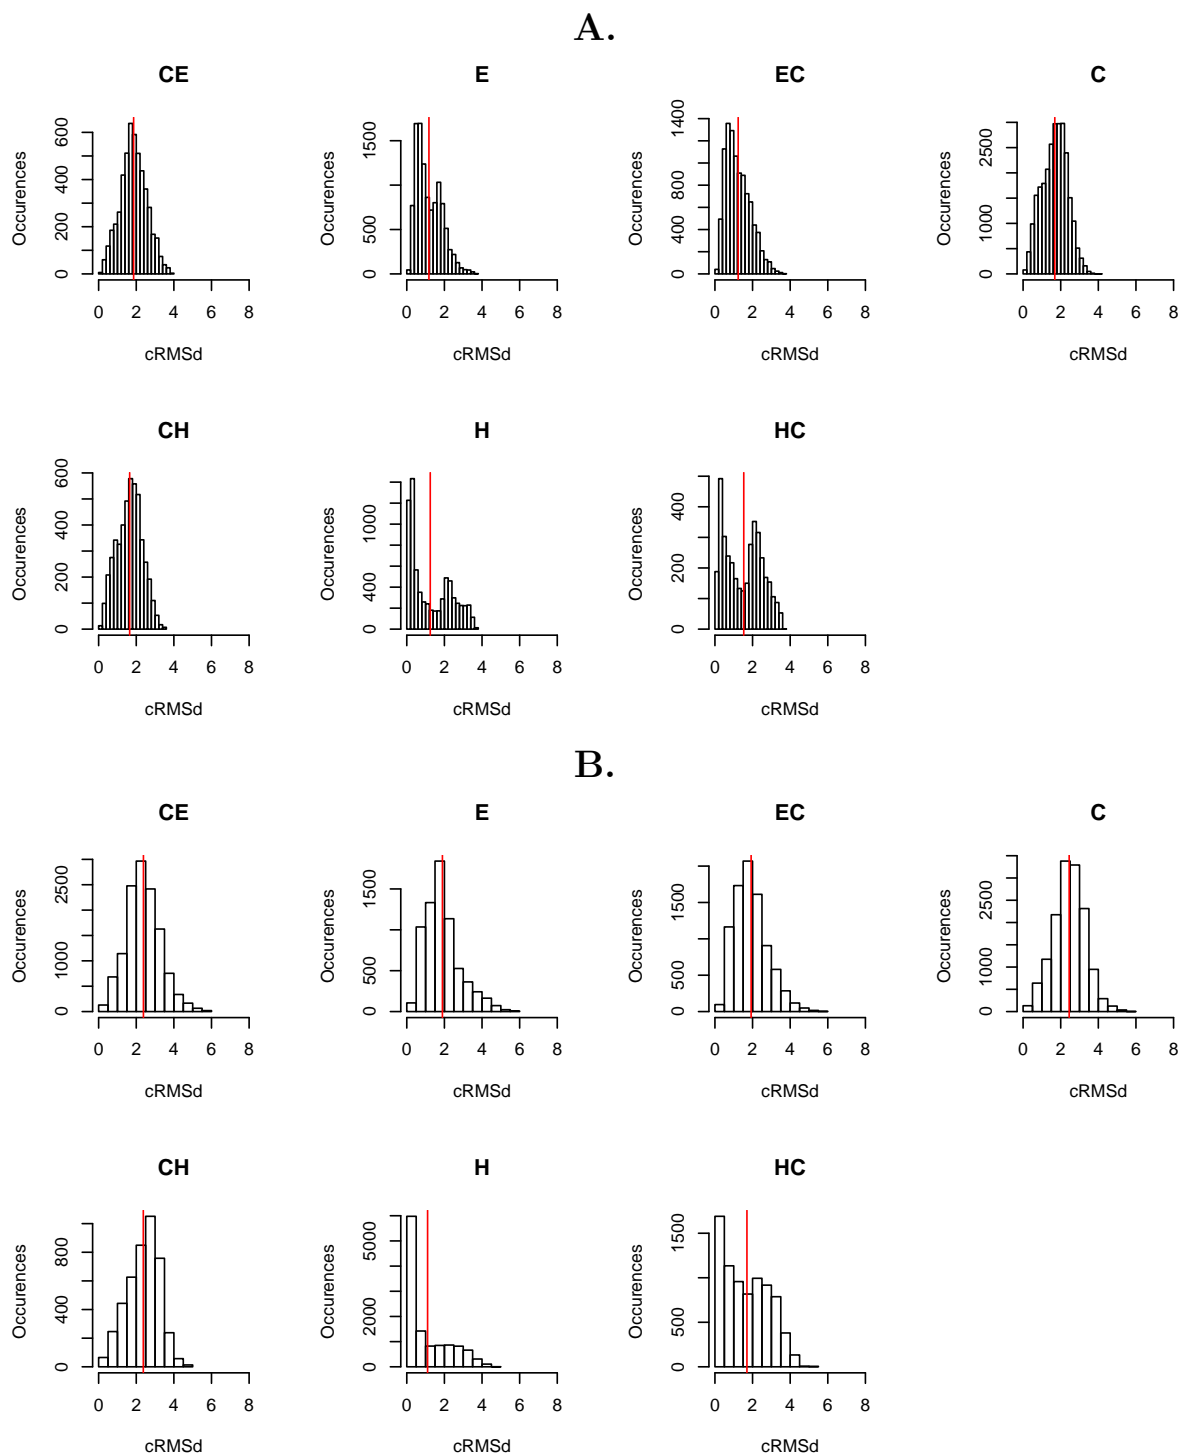 A.
CE E EC C
Occurences 0 200 400 600 Occurences 0 500 1500 Occurences 0 400 800 1400 Occurences 0 1000 2500
0 2 4 6 8 0 2 4 6 8 0 2 4 6 8 0 2 4 6 8
cRMSd cRMSd cRMSd cRMSd
CH H HC
Occurences 0 200 400 600 Occurences 0 400 1000 Occurences 0 200 400
0 2 4 6 8 0 2 4 6 8 0 2 4 6 8
cRMSd cRMSd cRMSd
B.
CE E EC C
Occurences 0 1000 2500 Occurences 0 500 1500 Occurences 0 500 1500 Occurences 0 1000 2500
0 2 4 6 8 0 2 4 6 8 0 2 4 6 8 0 2 4 6 8
cRMSd cRMSd cRMSd cRMSd
CH H HC
Occurences 0 400 800 Occurences 0 2000 5000 Occurences 0 500 1500
0 2 4 6 8 0 2 4 6 8 0 2 4 6 8
cRMSd cRMSd cRMSd